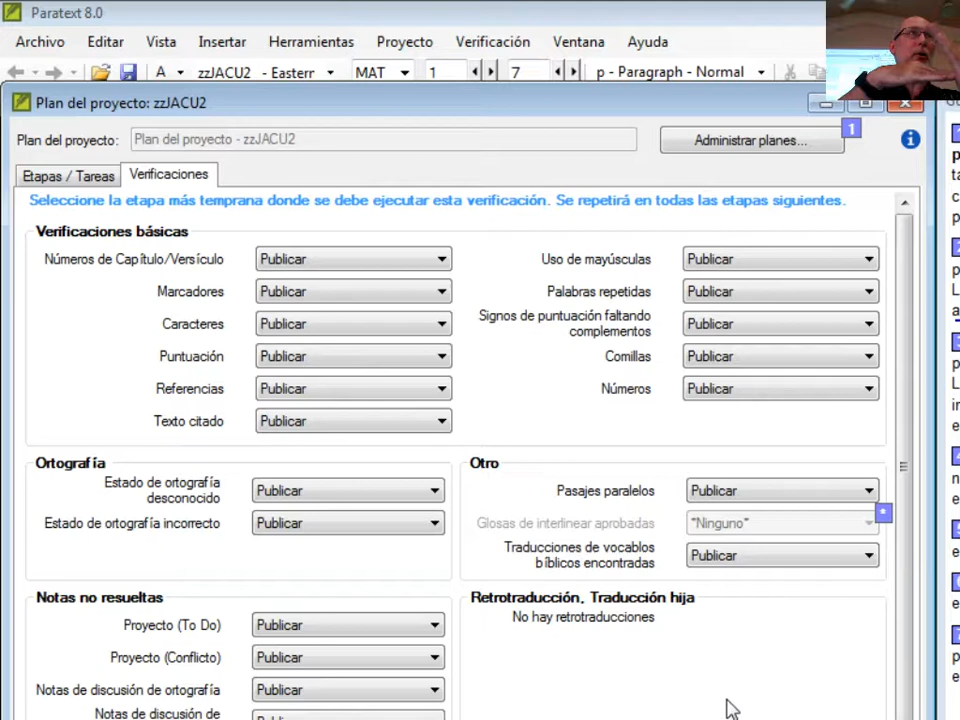 Paratext 8.0
Archivo Editar Vista Insertar Herramientas Proyecto Verificación Ventana Ayuda
A zzJACU2 - Easterr MAT 1 7 p - Paragraph - Normal
Plan del proyecto: zzJACU2
Plan del proyecto: Plan del proyecto - zzJACU2 Administrar planes... 1
Etapas / Tareas Verificaciones
Seleccione la etapa más temprana donde se debe ejecutar esta verificación. Se repetirá en todas las etapas siguientes.
Verificaciones básicas
Números de Capítulo/Versículo Publicar Uso de mayúsculas Publicar
Marcadores Publicar Palabras repetidas Publicar
Caracteres Publicar Signos de puntuación faltando
complementos Publicar
Puntuación Publicar Comillas Publicar
Referencias Publicar Números Publicar
Texto citado Publicar
Ortografía
Estado de ortografía
desconocido Publicar
Estado de ortografía incorrecto Publicar
Otro
Pasajes paralelos Publicar
Glosas de interlinear aprobadas *Ninguno* *
Traducciones de vocablos
bíblicos encontradas Publicar
Notas no resueltas
Proyecto (To Do) Publicar
Proyecto (Conflicto) Publicar
Notas de discusión de ortografía Publicar
Notas de discusión de
Retrotraducción, Traducción hija
No hay retrotraducciones